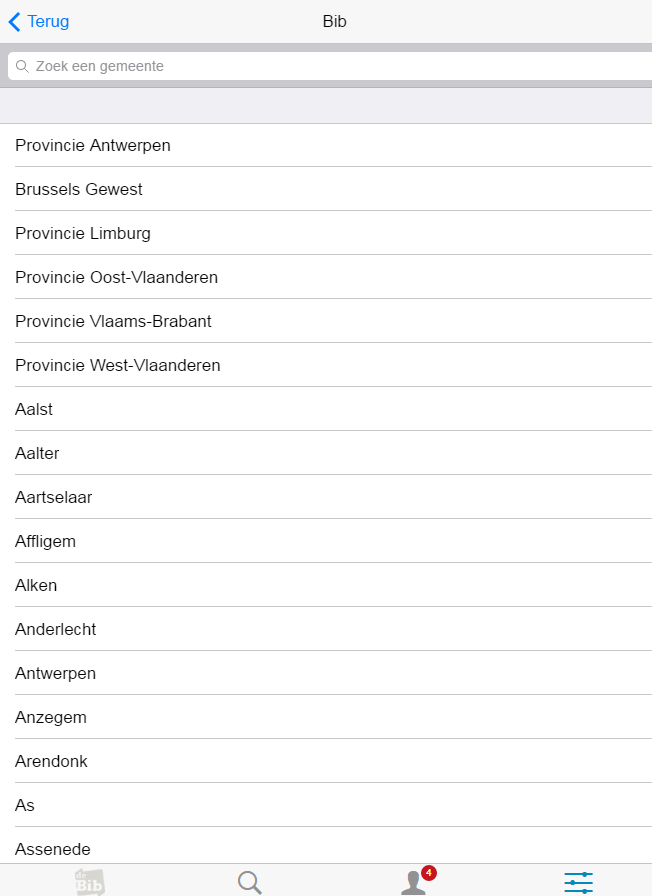 Terug
Bib
Zoek een gemeente
Provincie Antwerpen
Brussels Gewest
Provincie Limburg
Provincie Oost-Vlaanderen
Provincie Vlaams-Brabant
Provincie West-Vlaanderen
Aalst
Aalter
Aartselaar
Affligem
Alken
Anderlecht
Antwerpen
Anzegem
Arendonk
As
Assenede
de
Bib
4